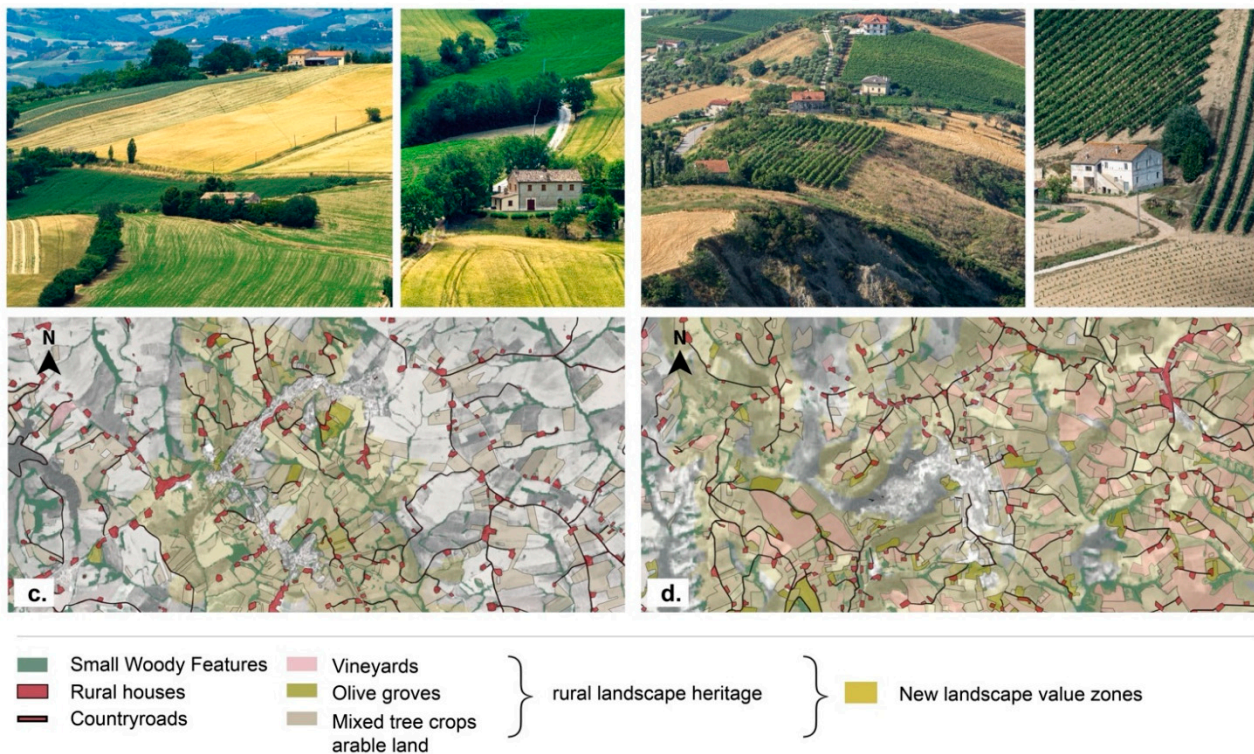 N
N
c.
d.
Small Woody Features
Rural houses
Countryroads
Vineyards
Olive groves
Mixed tree crops
arable land
rural landscape heritage
New landscape value zones